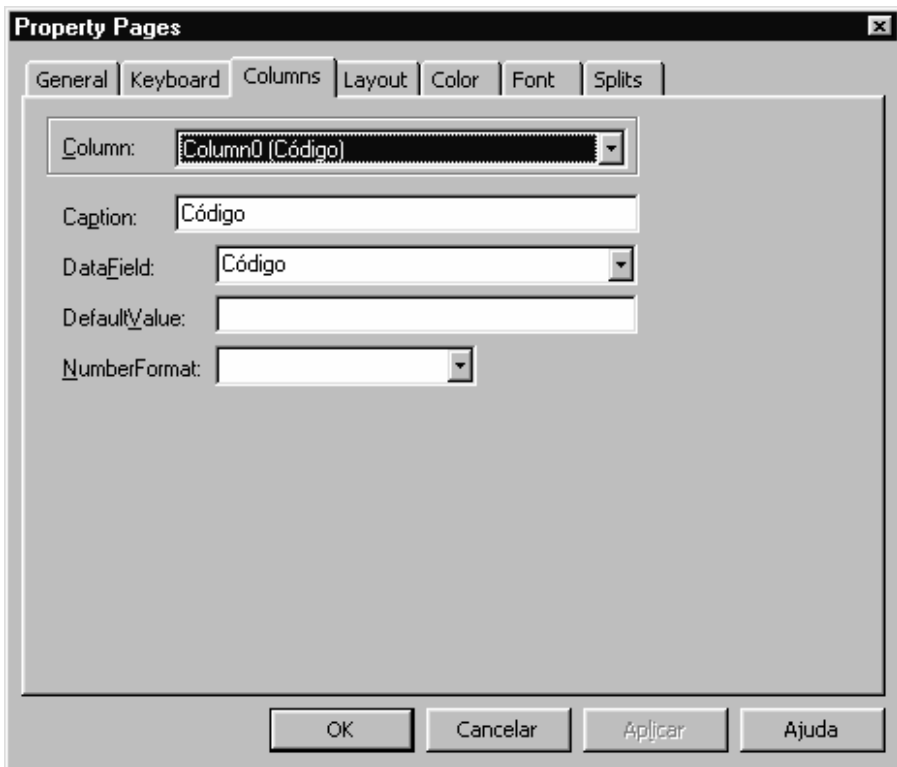 Property Pages
General Keyboard Columns Layout Color Font Splits
Column: Column0 (Código)
Caption: Código
DataField: Código
DefaultValue:
NumberFormat:
OK Cancelar Aplicar Ajuda